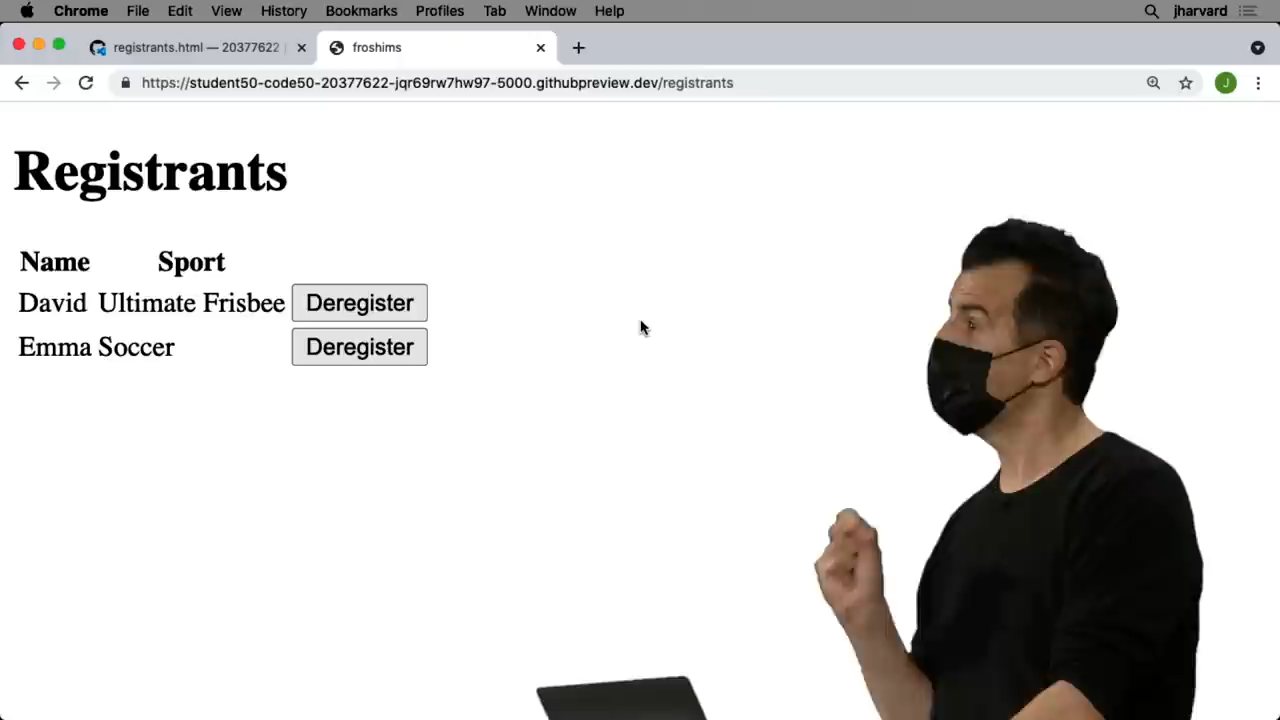 Chrome File Edit View History Bookmarks Profiles Tab Window Help jharvard
registrants.html — 20377622 froshims
https://student50-code50-20377622-jqr69rw7hw97-5000.githubpreview.dev/registrants J
Registrants
Name Sport
David Ultimate Frisbee Deregister
Emma Soccer Deregister